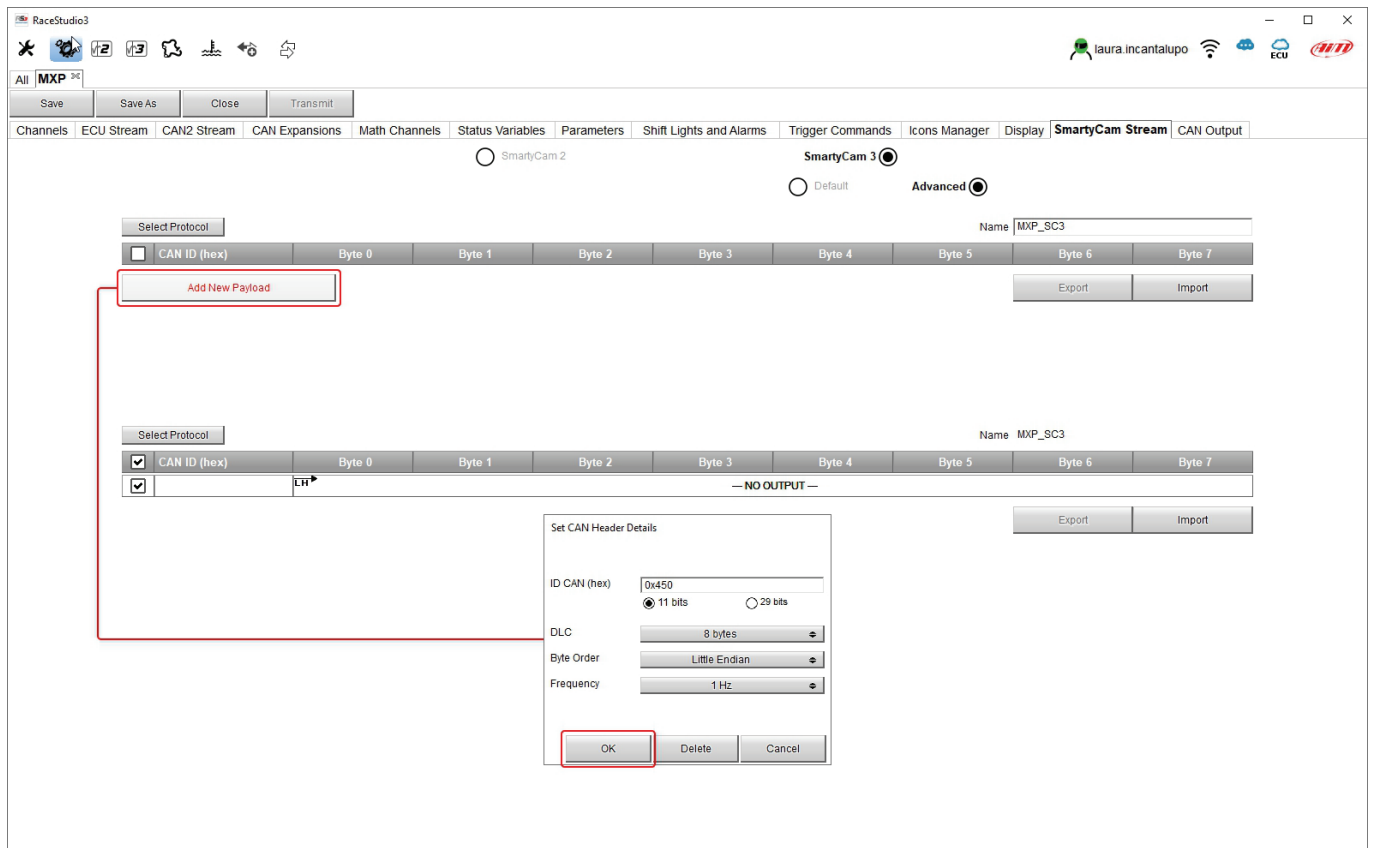 RaceStudio3
laura.incantalupo ECU AIM
All MXP
Save Save As Close Transmit
Channels ECU Stream CAN2 Stream CAN Expansions Math Channels Status Variables Parameters Shift Lights and Alarms Trigger Commands Icons Manager Display SmartyCam Stream CAN Output
SmartyCam 2 SmartyCam 3
Default Advanced
Select Protocol Name MXP_SC3
CAN ID (hex) Byte 0 Byte 1 Byte 2 Byte 3 Byte 4 Byte 5 Byte 6 Byte 7
Add New Payload Export Import
Select Protocol Name MXP_SC3
CAN ID (hex) Byte 0 Byte 1 Byte 2 Byte 3 Byte 4 Byte 5 Byte 6 Byte 7
LH — NO OUTPUT —
Export Import
Set CAN Header Details
ID CAN (hex) 0x450
11 bits 29 bits
DLC 8 bytes
Byte Order Little Endian
Frequency 1 Hz
OK Delete Cancel